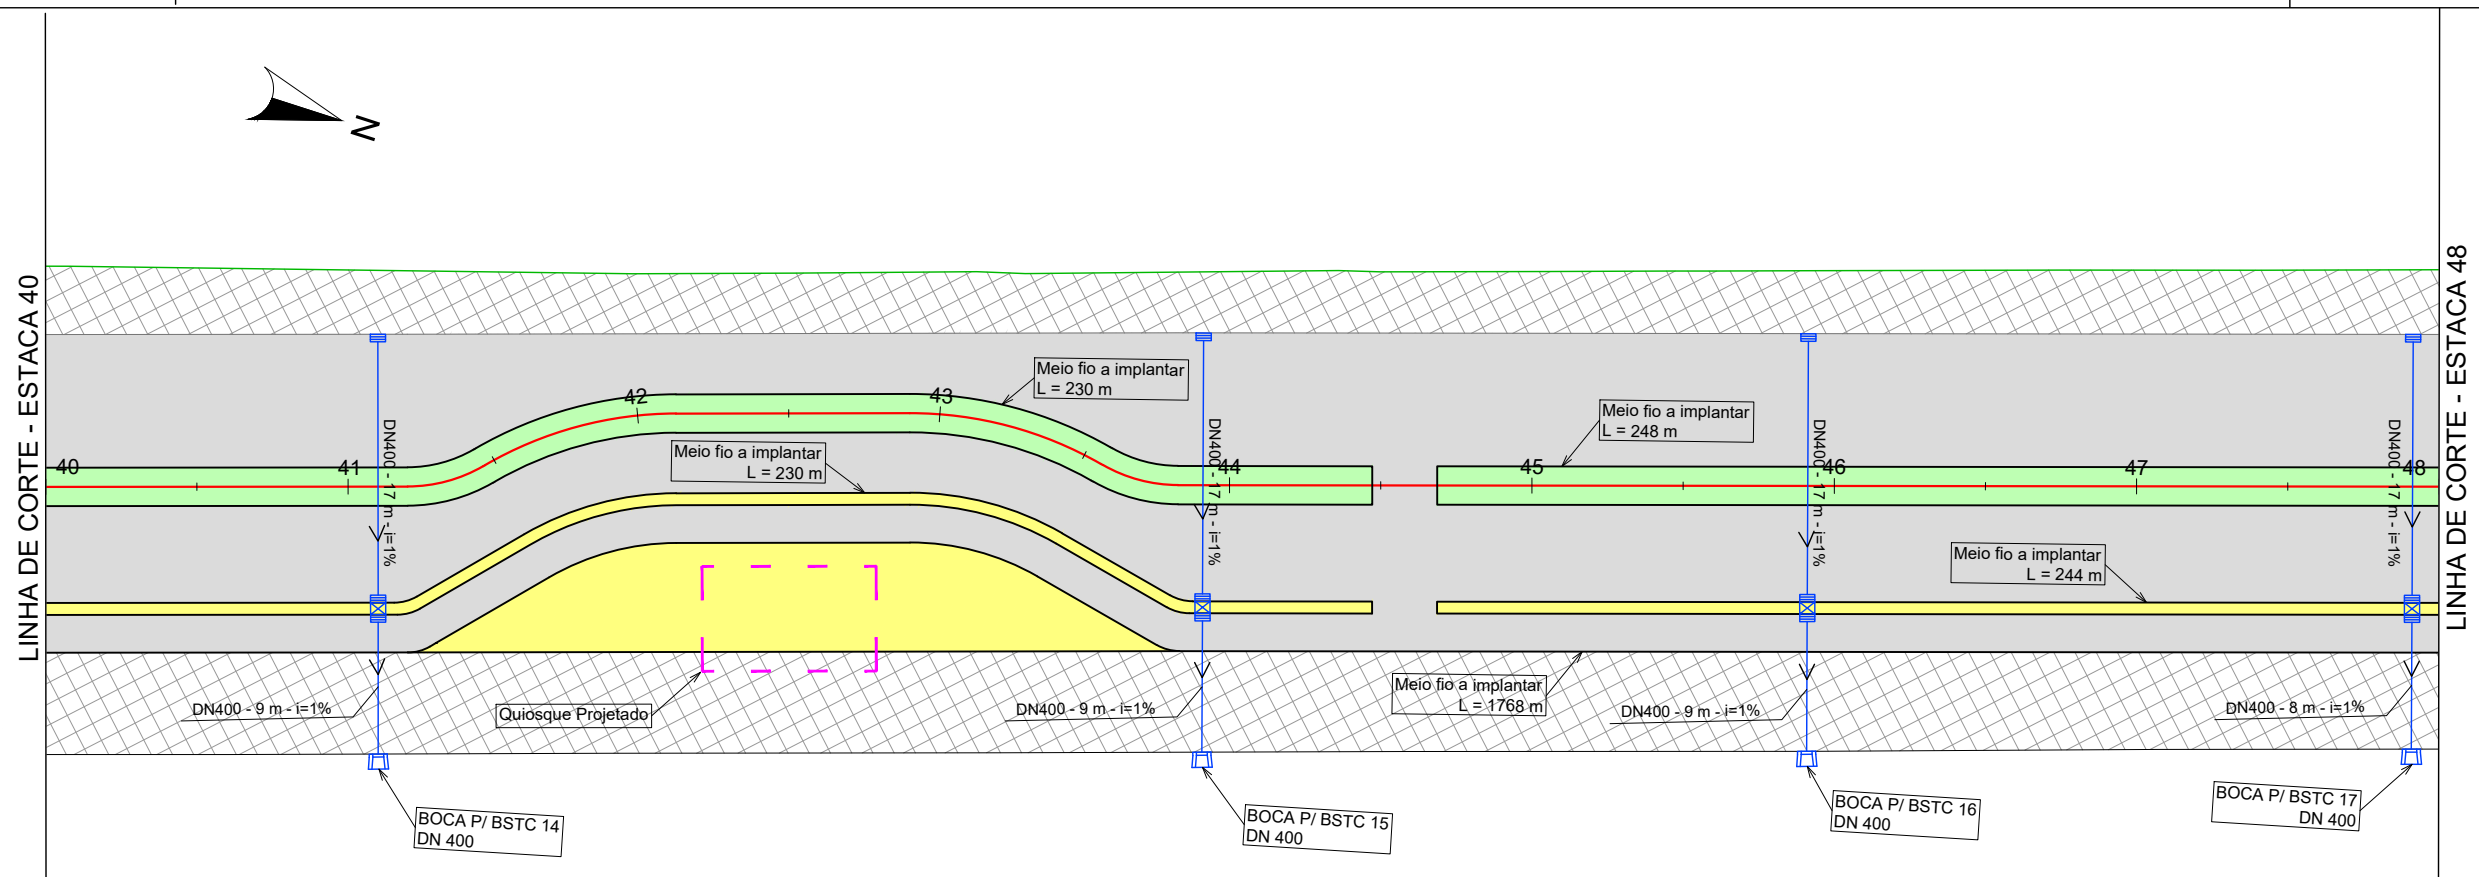 N
LINHA DE CORTE - ESTACA 40
LINHA DE CORTE - ESTACA 48
Meio fio a implantar
L = 230 m
42
43
Meio fio a implantar
L = 248 m
Meio fio a implantar
L = 230 m
40
41
44
45
46
47
48
DN400 - 17 m - i=1%
DN400 - 17 m - i=1%
DN400 - 17 m - i=1%
DN400 - 17 m - i=1%
Meio fio a implantar
L = 244 m
Meio fio a implantar
L = 1768 m
DN400 - 9 m - i=1%
Quiosque Projetado
DN400 - 9 m - i=1%
DN400 - 9 m - i=1%
DN400 - 8 m - i=1%
BOCA P/ BSTC 14
DN 400
BOCA P/ BSTC 15
DN 400
BOCA P/ BSTC 16
DN 400
BOCA P/ BSTC 17
DN 400